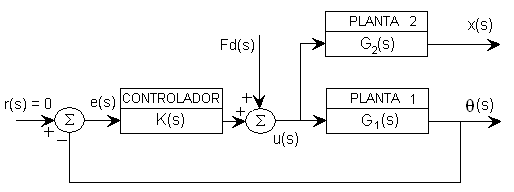 PLANTA 2
x(s)
Fd(s)
G₂(s)
r(s) = 0
e(s)
CONTROLADOR
PLANTA 1
θ(s)
+
Σ
K(s)
+
+
Σ
G₁(s)
−
u(s)